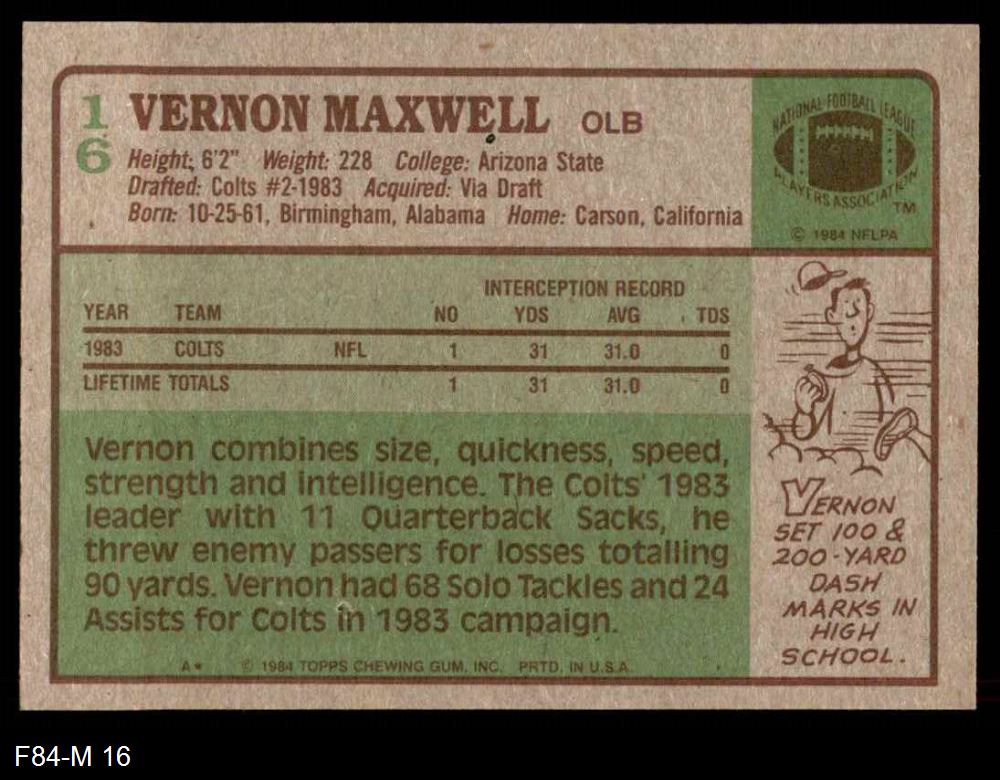 16
VERNON MAXWELL OLB
Height: 6'2" Weight: 228 College: Arizona State
Drafted: Colts #2-1983 Acquired: Via Draft
Born: 10-25-61, Birmingham, Alabama Home: Carson, California
NATIONAL FOOTBALL LEAGUE
PLAYERS ASSOCIATION
TM
© 1984 NFLPA
INTERCEPTION RECORD
YEAR TEAM NO YDS AVG TDS
1983 COLTS NFL 1 31 31.0 0
LIFETIME TOTALS 1 31 31.0 0
Vernon combines size, quickness, speed,
strength and intelligence. The Colts' 1983
leader with 11 Quarterback Sacks, he
threw enemy passers for losses totalling
90 yards. Vernon had 68 Solo Tackles and 24
Assists for Colts in 1983 campaign.
A* © 1984 TOPPS CHEWING GUM, INC. PRTD. IN U.S.A.
VERNON
SET 100 &
200-YARD
DASH
MARKS IN
HIGH
SCHOOL.
F84-M 16